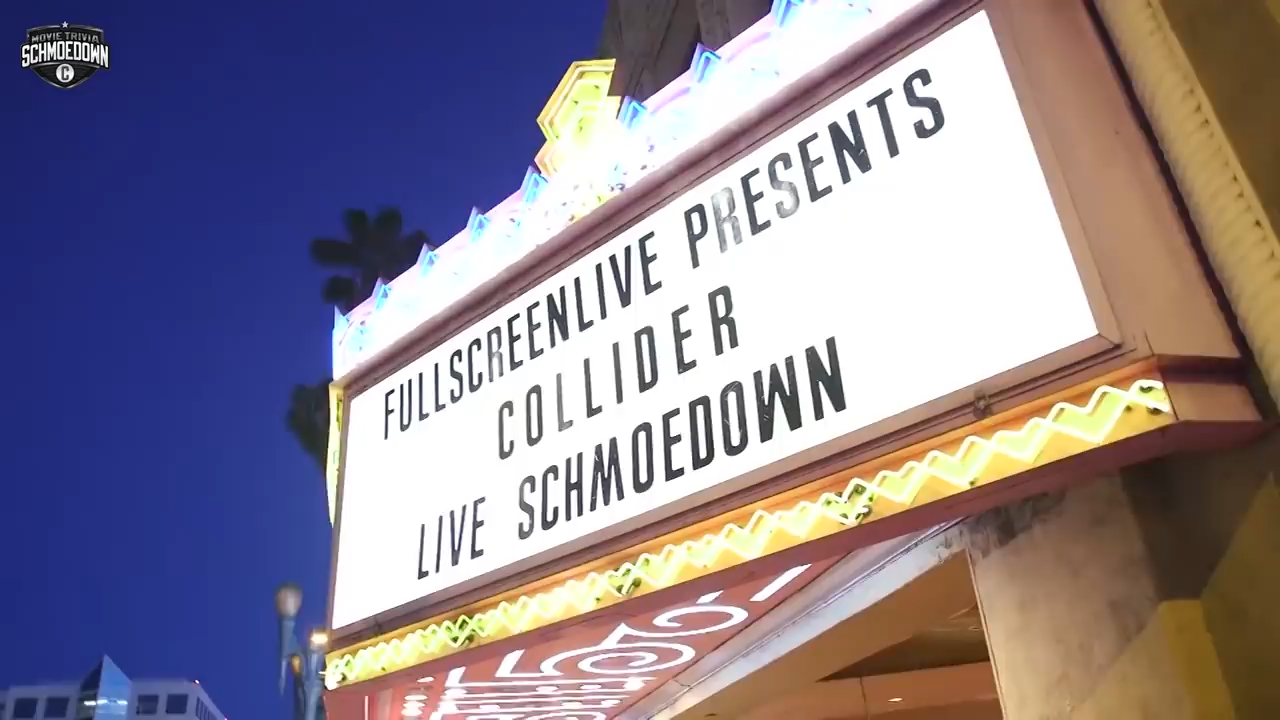 MOVIE TRIVIA
SCHMOEDOWN
C
FULLSCREENLIVE PRESENTS
COLLIDER
LIVE SCHMOEDOWN